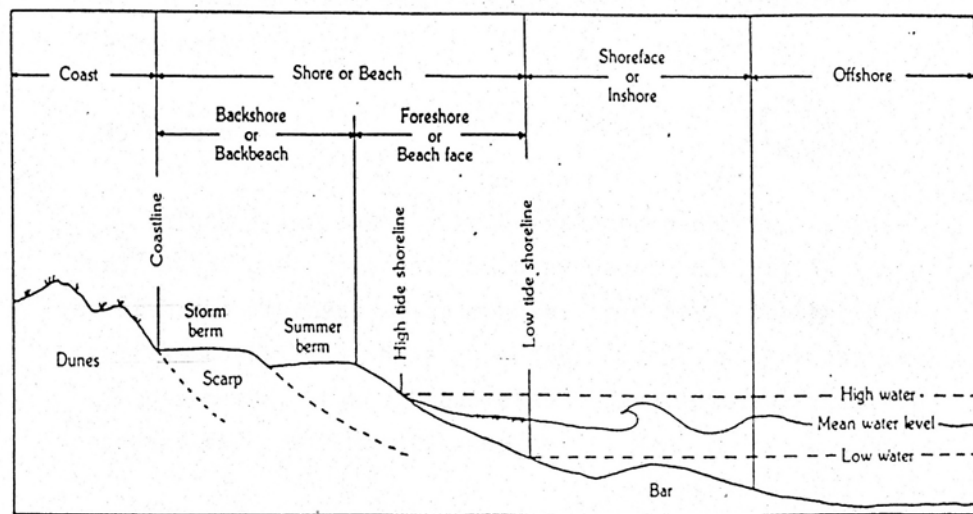 Coast
Shore or Beach
Shoreface
or
Inshore
Offshore
Backshore
or
Backbeach
Foreshore
or
Beach face
Coastline
High tide shoreline
Low tide shoreline
Storm
berm
Summer
berm
Dunes
Scarp
High water
Mean water level
Low water
Bar